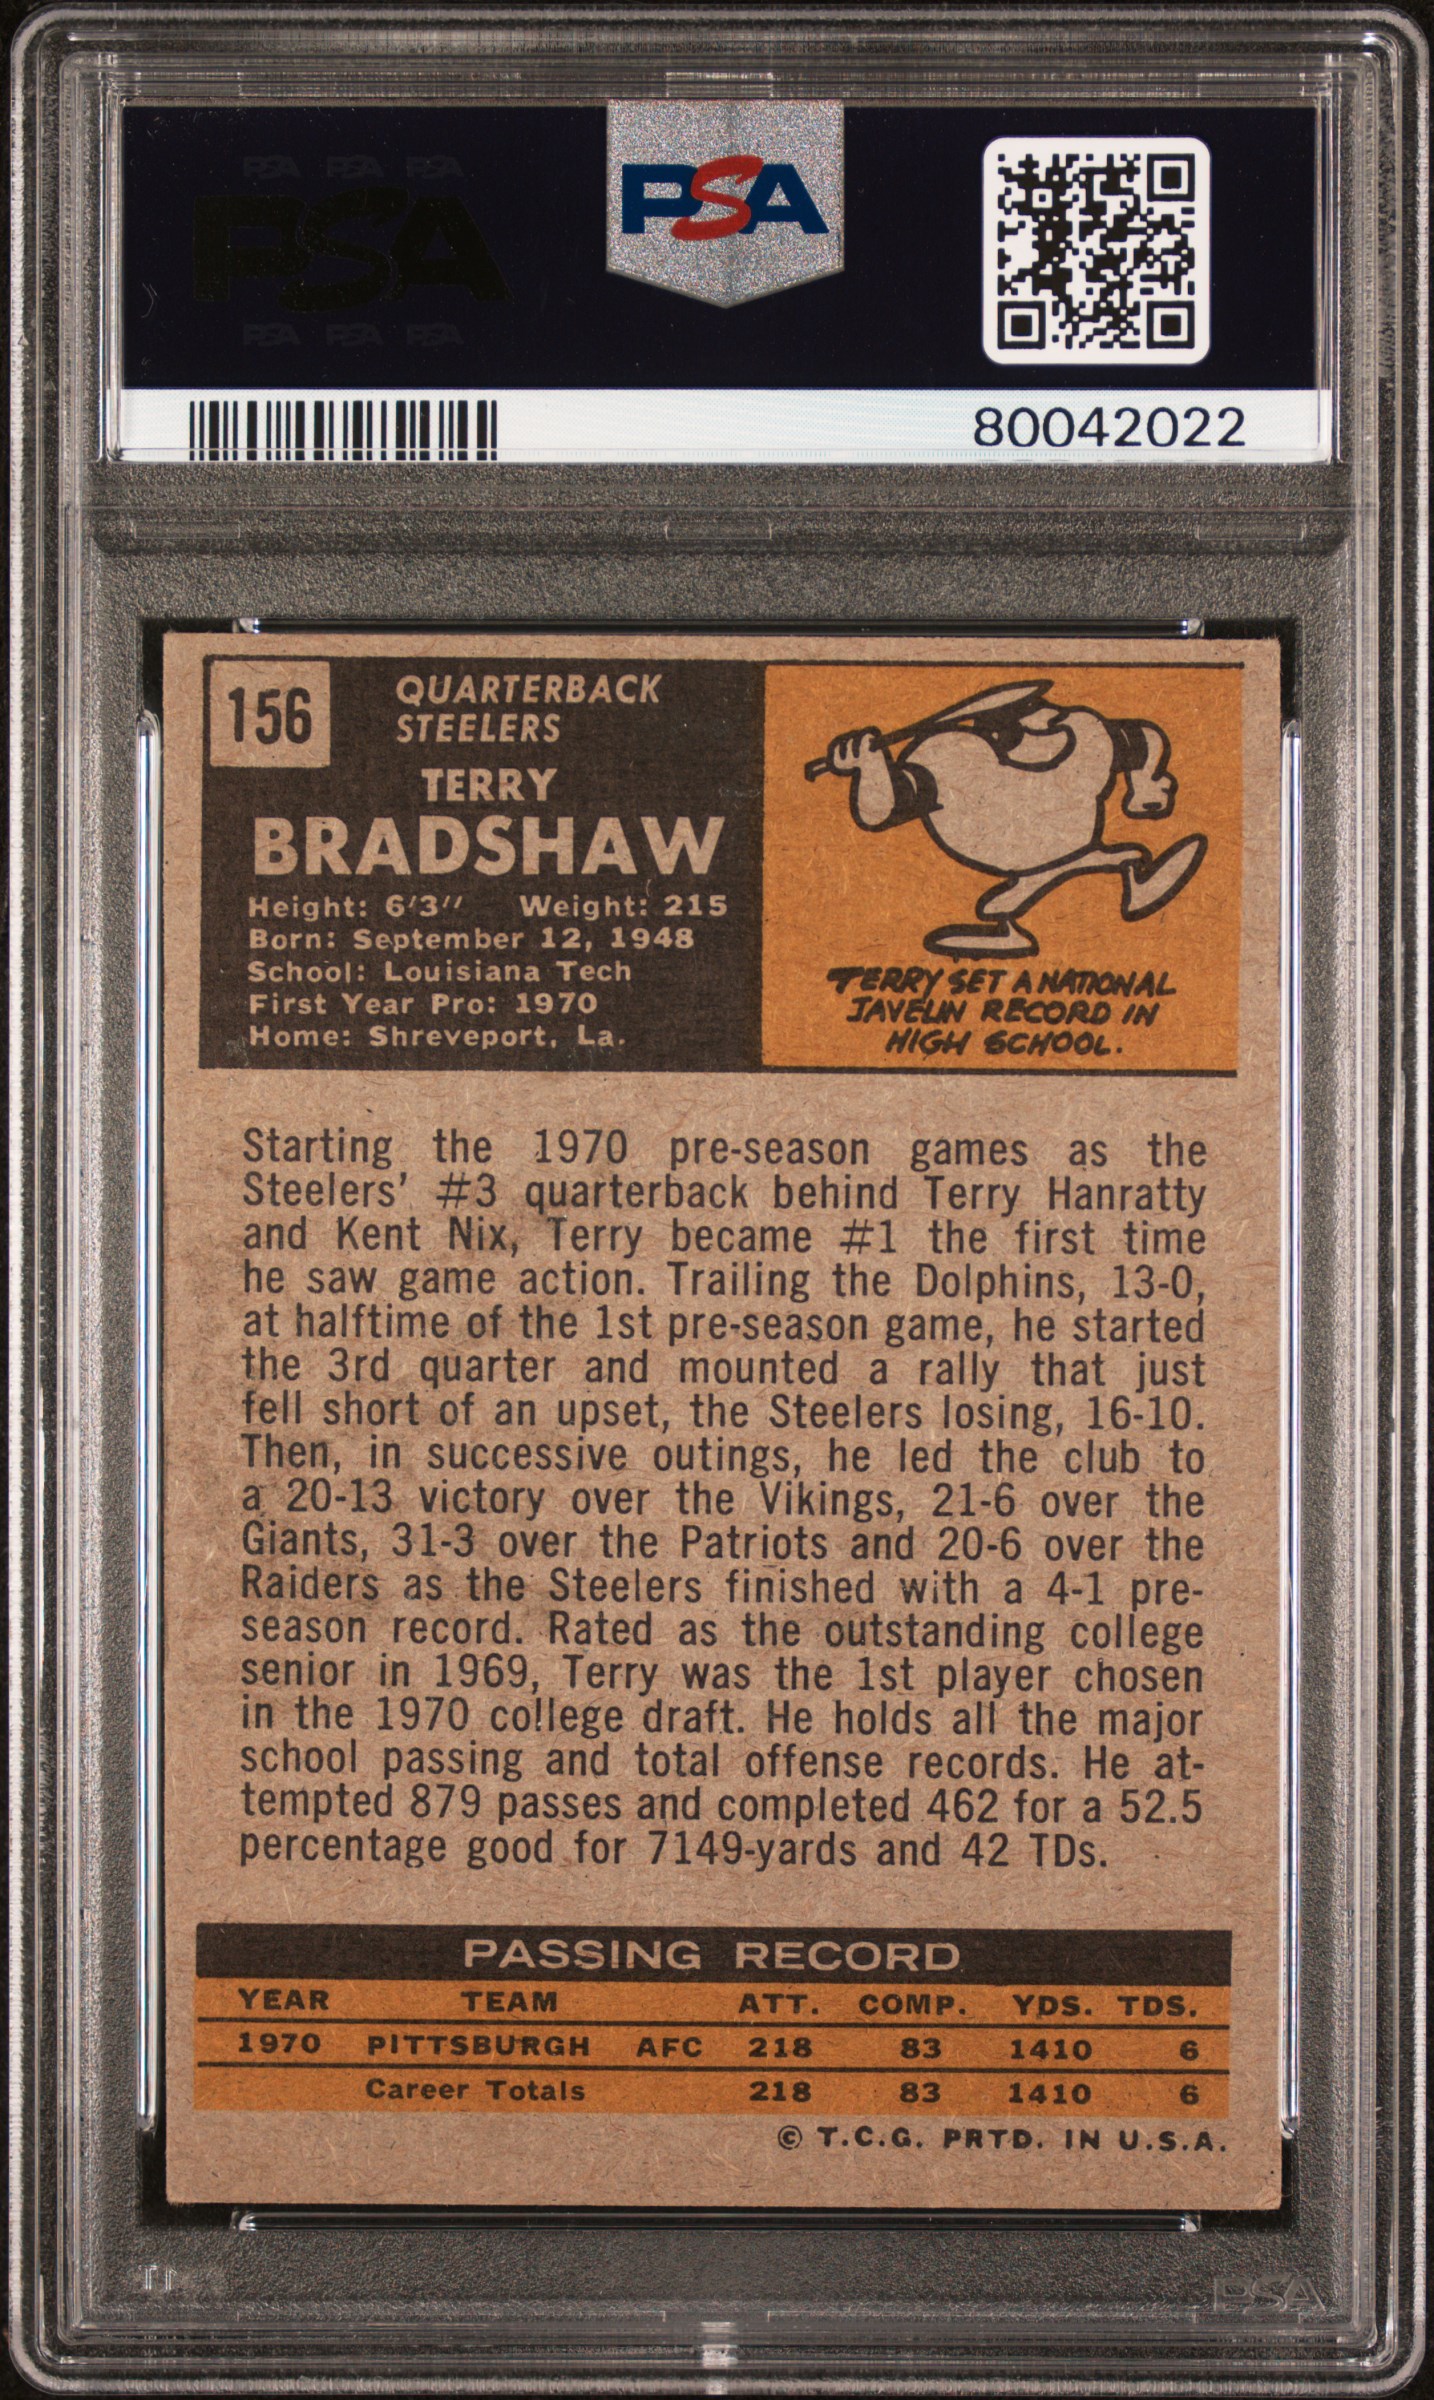 PSA PSA PSA
PSA
PSA PSA PSA
PSA
80042022
156
QUARTERBACK
STEELERS
TERRY
BRADSHAW
Height: 6'3'' Weight: 215
Born: September 12, 1948
School: Louisiana Tech
First Year Pro: 1970
Home: Shreveport, La.
TERRY SET A NATIONAL
JAVELIN RECORD IN
HIGH SCHOOL.
Starting the 1970 pre-season games as the
Steelers' #3 quarterback behind Terry Hanratty
and Kent Nix, Terry became #1 the first time
he saw game action. Trailing the Dolphins, 13-0,
at halftime of the 1st pre-season game, he started
the 3rd quarter and mounted a rally that just
fell short of an upset, the Steelers losing, 16-10.
Then, in successive outings, he led the club to
a 20-13 victory over the Vikings, 21-6 over the
Giants, 31-3 over the Patriots and 20-6 over the
Raiders as the Steelers finished with a 4-1 pre-
season record. Rated as the outstanding college
senior in 1969, Terry was the 1st player chosen
in the 1970 college draft. He holds all the major
school passing and total offense records. He at-
tempted 879 passes and completed 462 for a 52.5
percentage good for 7149-yards and 42 TDs.
PASSING RECORD
YEAR TEAM ATT. COMP. YDS. TDS.
1970 PITTSBURGH AFC 218 83 1410 6
Career Totals 218 83 1410 6
© T.C.G. PRTD. IN U.S.A.
PSA